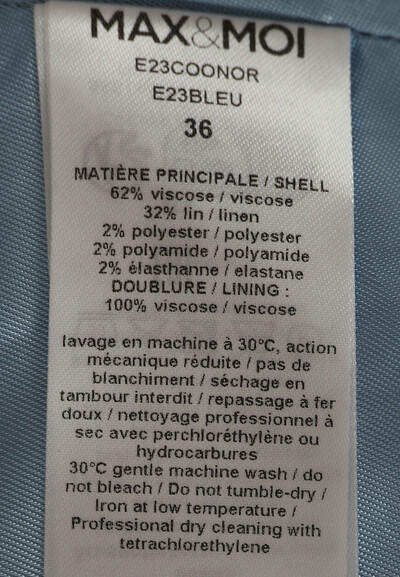 MAX&MOI
E23COONOR
E23BLEU
36
MATIÈRE PRINCIPALE / SHELL
62% viscose / viscose
32% lin / linen
2% polyester / polyester
2% polyamide / polyamide
2% élasthanne / elastane
DOUBLURE / LINING :
100% viscose / viscose
lavage en machine à 30°C, action
mécanique réduite / pas de
blanchiment / séchage en
tambour interdit / repassage à fer
doux / nettoyage professionnel à
sec avec perchloréthylène ou
hydrocarbures
30°C gentle machine wash / do
not bleach / Do not tumble-dry /
Iron at low temperature /
Professional dry cleaning with
tetrachlorethylene